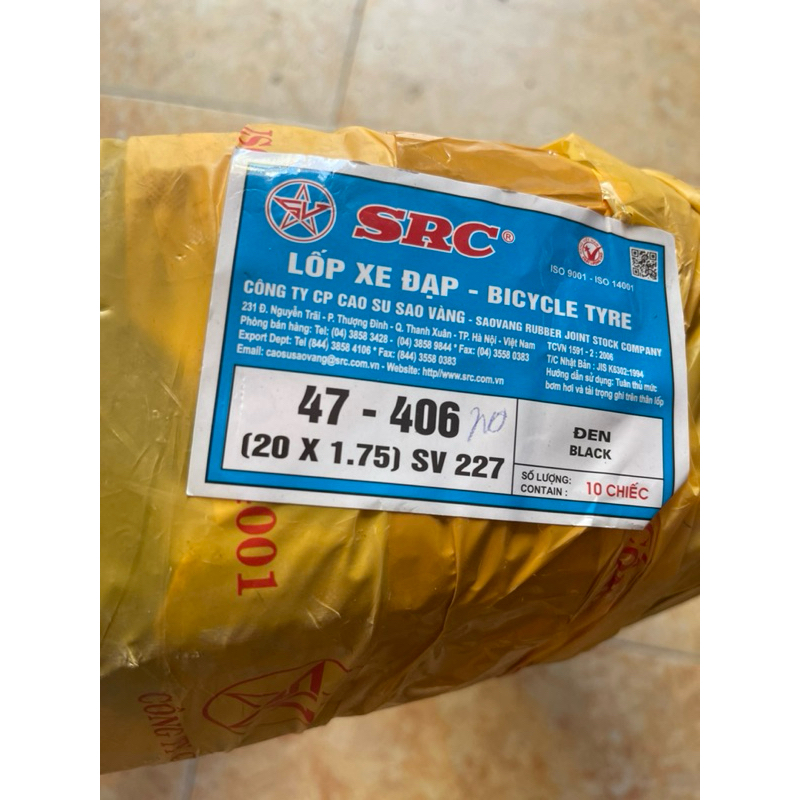 SV
SRC®
ISO 9001 - ISO 14001
LỐP XE ĐẠP - BICYCLE TYRE
CÔNG TY CP CAO SU SAO VÀNG - SAOVANG RUBBER JOINT STOCK COMPANY
231 Đ. Nguyễn Trãi - P. Thượng Đình - Q. Thanh Xuân - TP. Hà Nội - Việt Nam
Phòng bán hàng: Tel: (04) 3858 3428 - (04) 3858 9844 * Fax: (04) 3558 0383
Export Dept: Tel (844) 3858 4106 * Fax: (844) 3558 0383
Email: caosusaovang@src.com.vn - Website: http//www.src.com.vn
TCVN 1591 - 2 : 2006
T/C Nhật Bản : JIS K6302:1994
Hướng dẫn sử dụng: Tuân thủ mức
bơm hơi và tải trọng ghi trên thân lốp
47 - 406
(20 X 1.75) SV 227
ĐEN
BLACK
SỐ LƯỢNG:
CONTAIN :
10 CHIẾC
001
CÔNG T